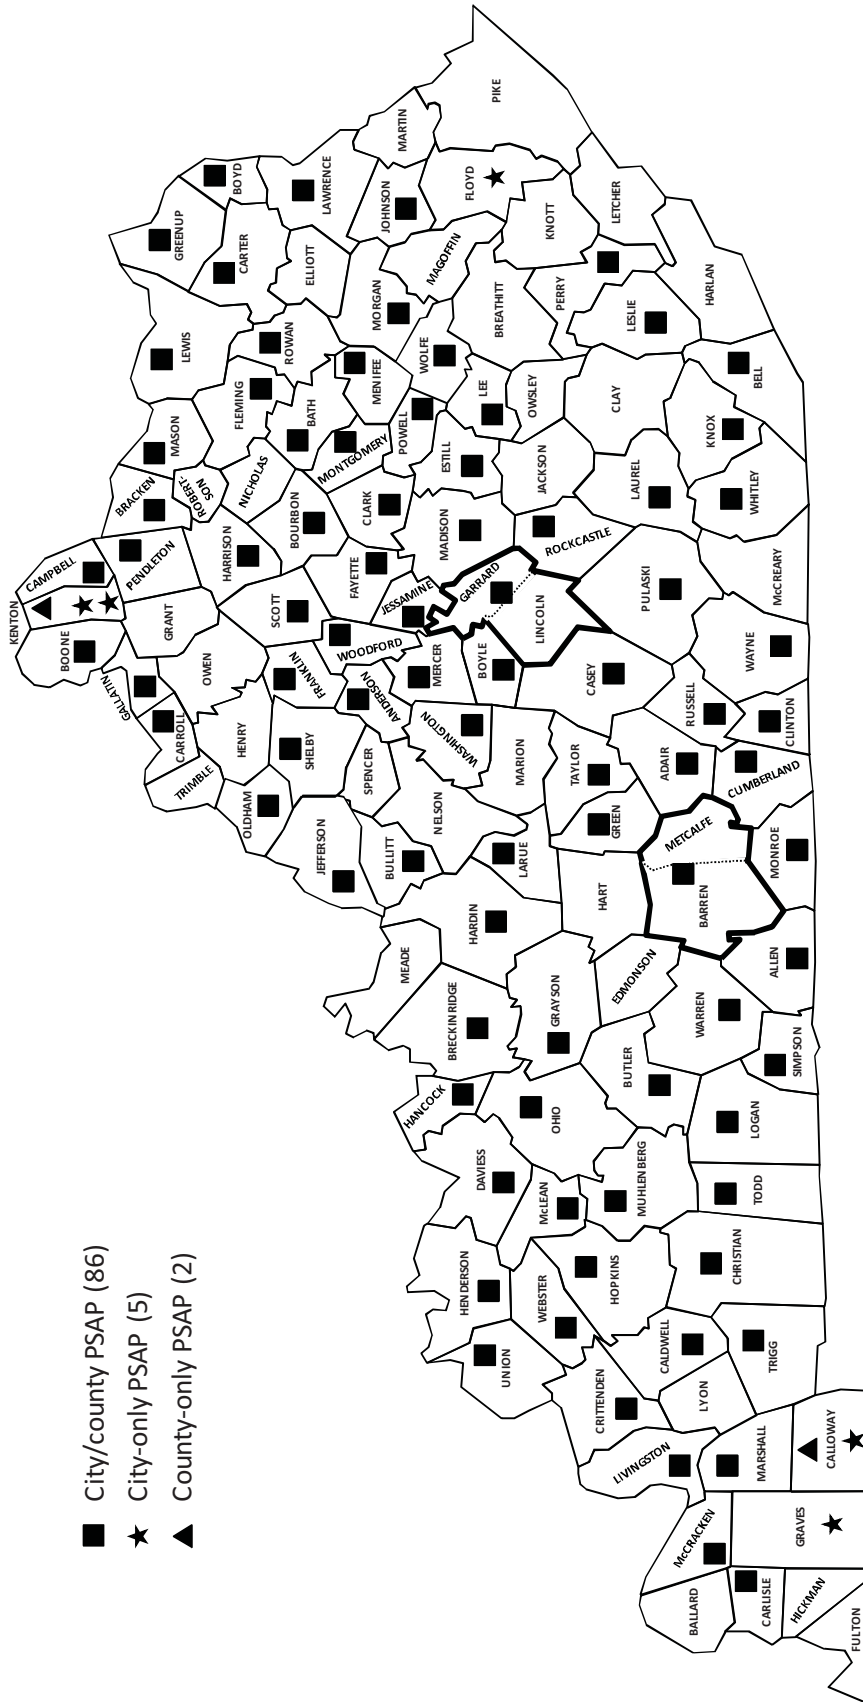 City/county PSAP (86)
City-only PSAP (5)
County-only PSAP (2)
KENTON
CAMPBELL
BOONE
GALLATIN
PENDLETON
BRACKEN
GRANT
CARROLL
TRIMBLE
OWEN
HENRY
OLDHAM
MASON
LEWIS
GREENUP
BOYD
CARTER
ROBERT-
SON
FLEMING
ROWAN
NICHOLAS
HARRISON
SCOTT
FRANKLIN
SHELBY
JEFFERSON
BULLITT
SPENCER
ANDERSON
WOODFORD
FAYETTE
BOURBON
BATH
MONTGOMERY
MENIFEE
ELLIOTT
LAWRENCE
MARTIN
JOHNSON
MORGAN
MAGOFFIN
WOLFE
POWELL
CLARK
JESSAMINE
MERCER
WASHINGTON
NELSON
HARDIN
MEADE
BRECKINRIDGE
HANCOCK
DAVIESS
HENDERSON
UNION
WEBSTER
McLEAN
OHIO
GRAYSON
LARUE
MARION
BOYLE
GARRARD
LINCOLN
MADISON
ESTILL
LEE
BREATHITT
FLOYD
PIKE
KNOTT
LETCHER
PERRY
OWSLEY
JACKSON
ROCKCASTLE
CASEY
TAYLOR
GREEN
HART
EDMONSON
BUTLER
MUHLENBERG
HOPKINS
CRITTENDEN
LIVINGSTON
CALDWELL
LYON
TRIGG
CHRISTIAN
TODD
LOGAN
SIMPSON
WARREN
ALLEN
BARREN
METCALFE
MONROE
ADAIR
CUMBERLAND
CLINTON
RUSSELL
WAYNE
PULASKI
McCREARY
LAUREL
WHITLEY
KNOX
BELL
CLAY
LESLIE
HARLAN
MARSHALL
CALLOWAY
GRAVES
McCRACKEN
BALLARD
CARLISLE
HICKMAN
FULTON